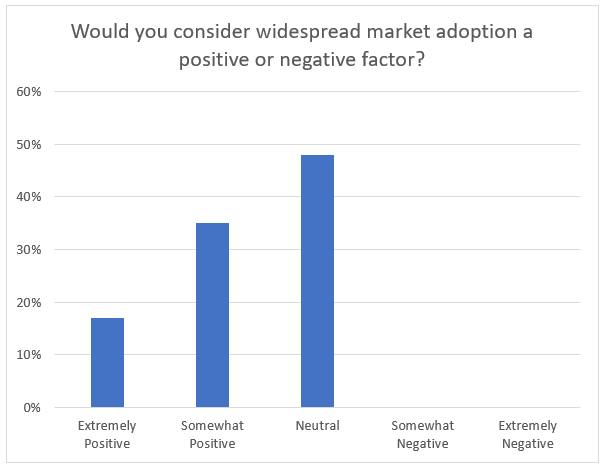 Would you consider widespread market adoption a
positive or negative factor?
60%
50%
40%
30%
20%
10%
0%
Extremely
Positive
Somewhat
Positive
Neutral
Somewhat
Negative
Extremely
Negative